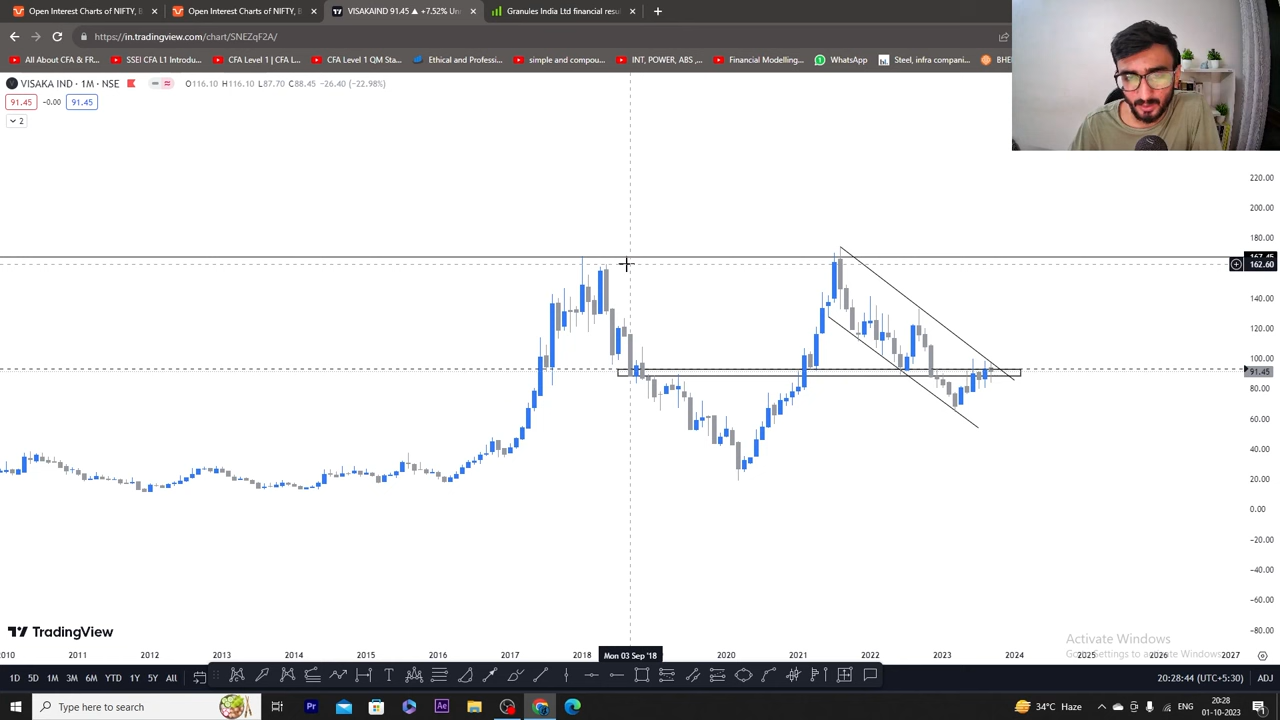 Open Interest Charts of NIFTY, B
Open Interest Charts of NIFTY, B
VISAKAIND 91.45 ▲ +7.52% Un
Granules India Ltd financial resul
https://in.tradingview.com/chart/SNEZqF2A/
All About CFA & FR...
SSEI CFA L1 Introdu...
CFA Level 1 | CFA L...
CFA Level 1 QM Sta...
Ethical and Professi...
simple and compou...
INT, POWER, ABS ,...
Financial Modelling...
WhatsApp
Steel, infra compani...
BHE
VISAKA IND · 1M · NSE
O116.10 H116.10 L87.70 C88.45 −26.40 (−22.98%)
91.45 −0.00 91.45
2
220.00
200.00
180.00
167.45
162.60
140.00
120.00
100.00
91.45
80.00
60.00
40.00
20.00
0.00
−20.00
−40.00
−60.00
−80.00
TradingView
Activate Windows
Go to Settings to activate Windows.
2010 2011 2012 2013 2014 2015 2016 2017 2018 Mon 03 Sep '18 2020 2021 2022 2023 2024 2025 2026 2027
1D 5D 1M 3M 6M YTD 1Y 5Y All
20:28:44 (UTC+5:30) ADJ
Type here to search
34°C Haze
20:28
01-10-2023